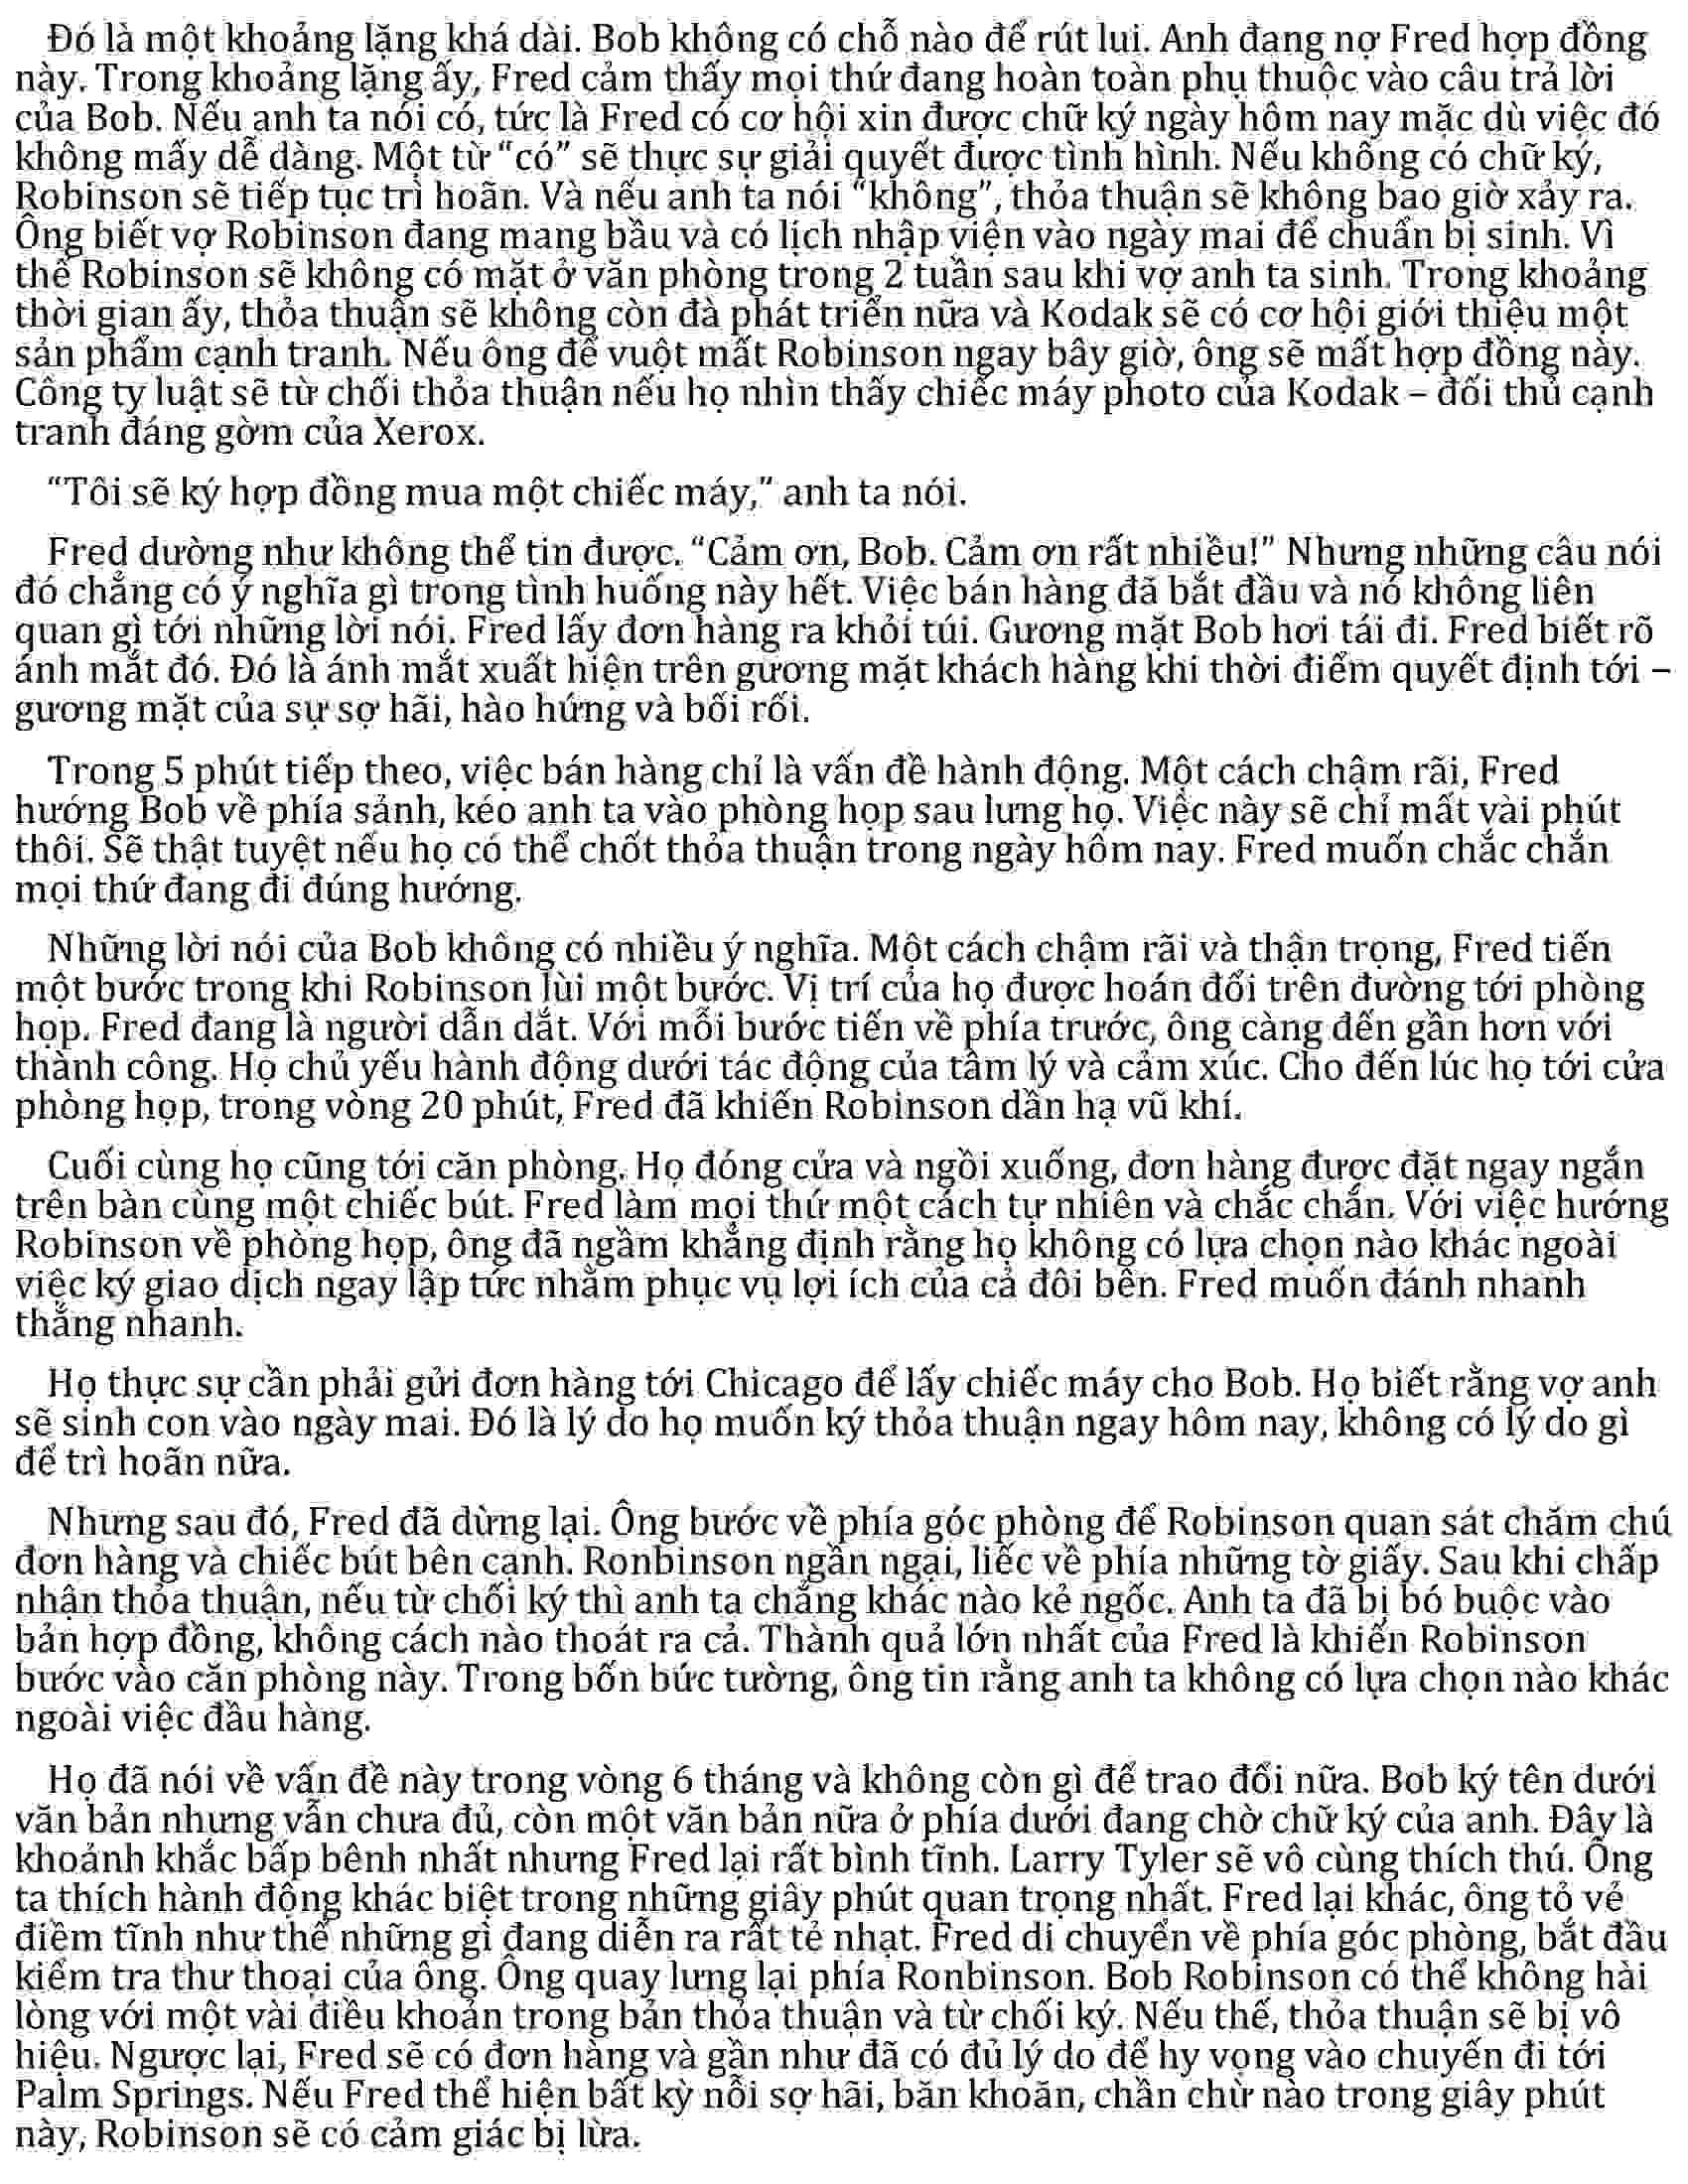 Đó là một khoảng lặng khá dài. Bob không có chỗ nào để rút lui. Anh đang nợ Fred hợp đồng
này. Trong khoảng lặng ấy, Fred cảm thấy mọi thứ đang hoàn toàn phụ thuộc vào câu trả lời
của Bob. Nếu anh ta nói có, tức là Fred có cơ hội xin được chữ ký ngày hôm nay mặc dù việc đó
không mấy dễ dàng. Một từ “có” sẽ thực sự giải quyết được tình hình. Nếu không có chữ ký,
Robinson sẽ tiếp tục trì hoãn. Và nếu anh ta nói “không”, thỏa thuận sẽ không bao giờ xảy ra.
Ông biết vợ Robinson đang mang bầu và có lịch nhập viện vào ngày mai để chuẩn bị sinh. Vì
thế Robinson sẽ không có mặt ở văn phòng trong 2 tuần sau khi vợ anh ta sinh. Trong khoảng
thời gian ấy, thỏa thuận sẽ không còn đà phát triển nữa và Kodak sẽ có cơ hội giới thiệu một
sản phẩm cạnh tranh. Nếu ông để vuột mất Robinson ngay bây giờ, ông sẽ mất hợp đồng này.
Công ty luật sẽ từ chối thỏa thuận nếu họ nhìn thấy chiếc máy photo của Kodak – đối thủ cạnh
tranh đáng gờm của Xerox.
“Tôi sẽ ký hợp đồng mua một chiếc máy,” anh ta nói.
Fred dường như không thể tin được. “Cảm ơn, Bob. Cảm ơn rất nhiều!” Nhưng những câu nói
đó chẳng có ý nghĩa gì trong tình huống này hết. Việc bán hàng đã bắt đầu và nó không liên
quan gì tới những lời nói. Fred lấy đơn hàng ra khỏi túi. Gương mặt Bob hơi tái đi. Fred biết rõ
ánh mắt đó. Đó là ánh mắt xuất hiện trên gương mặt khách hàng khi thời điểm quyết định tới –
gương mặt của sự sợ hãi, hào hứng và bối rối.
Trong 5 phút tiếp theo, việc bán hàng chỉ là vấn đề hành động. Một cách chậm rãi, Fred
hướng Bob về phía sảnh, kéo anh ta vào phòng họp sau lưng họ. Việc này sẽ chỉ mất vài phút
thôi. Sẽ thật tuyệt nếu họ có thể chốt thỏa thuận trong ngày hôm nay. Fred muốn chắc chắn
mọi thứ đang đi đúng hướng.
Những lời nói của Bob không có nhiều ý nghĩa. Một cách chậm rãi và thận trọng, Fred tiến
một bước trong khi Robinson lùi một bước. Vị trí của họ được hoán đổi trên đường tới phòng
họp. Fred đang là người dẫn dắt. Với mỗi bước tiến về phía trước, ông càng đến gần hơn với
thành công. Họ chủ yếu hành động dưới tác động của tâm lý và cảm xúc. Cho đến lúc họ tới cửa
phòng họp, trong vòng 20 phút, Fred đã khiến Robinson dần hạ vũ khí.
Cuối cùng họ cũng tới căn phòng. Họ đóng cửa và ngồi xuống, đơn hàng được đặt ngay ngắn
trên bàn cùng một chiếc bút. Fred làm mọi thứ một cách tự nhiên và chắc chắn. Với việc hướng
Robinson về phòng họp, ông đã ngầm khẳng định rằng họ không có lựa chọn nào khác ngoài
việc ký giao dịch ngay lập tức nhằm phục vụ lợi ích của cả đôi bên. Fred muốn đánh nhanh
thắng nhanh.
Họ thực sự cần phải gửi đơn hàng tới Chicago để lấy chiếc máy cho Bob. Họ biết rằng vợ anh
sẽ sinh con vào ngày mai. Đó là lý do họ muốn ký thỏa thuận ngay hôm nay, không có lý do gì
để trì hoãn nữa.
Nhưng sau đó, Fred đã dừng lại. Ông bước về phía góc phòng để Robinson quan sát chăm chú
đơn hàng và chiếc bút bên cạnh. Ronbinson ngần ngại, liếc về phía những tờ giấy. Sau khi chấp
nhận thỏa thuận, nếu từ chối ký thì anh ta chẳng khác nào kẻ ngốc. Anh ta đã bị bó buộc vào
bản hợp đồng, không cách nào thoát ra cả. Thành quả lớn nhất của Fred là khiến Robinson
bước vào căn phòng này. Trong bốn bức tường, ông tin rằng anh ta không có lựa chọn nào khác
ngoài việc đầu hàng.
Họ đã nói về vấn đề này trong vòng 6 tháng và không còn gì để trao đổi nữa. Bob ký tên dưới
văn bản nhưng vẫn chưa đủ, còn một văn bản nữa ở phía dưới đang chờ chữ ký của anh. Đây là
khoảnh khắc bấp bênh nhất nhưng Fred lại rất bình tĩnh. Larry Tyler sẽ vô cùng thích thú. Ông
ta thích hành động khác biệt trong những giây phút quan trọng nhất. Fred lại khác, ông tỏ vẻ
điềm tĩnh như thể những gì đang diễn ra rất tẻ nhạt. Fred di chuyển về phía góc phòng, bắt đầu
kiểm tra thư thoại của ông. Ông quay lưng lại phía Ronbinson. Bob Robinson có thể không hài
lòng với một vài điều khoản trong bản thỏa thuận và từ chối ký. Nếu thế, thỏa thuận sẽ bị vô
hiệu. Ngược lại, Fred sẽ có đơn hàng và gần như đã có đủ lý do để hy vọng vào chuyến đi tới
Palm Springs. Nếu Fred thể hiện bất kỳ nỗi sợ hãi, băn khoăn, chần chừ nào trong giây phút
này, Robinson sẽ có cảm giác bị lừa.